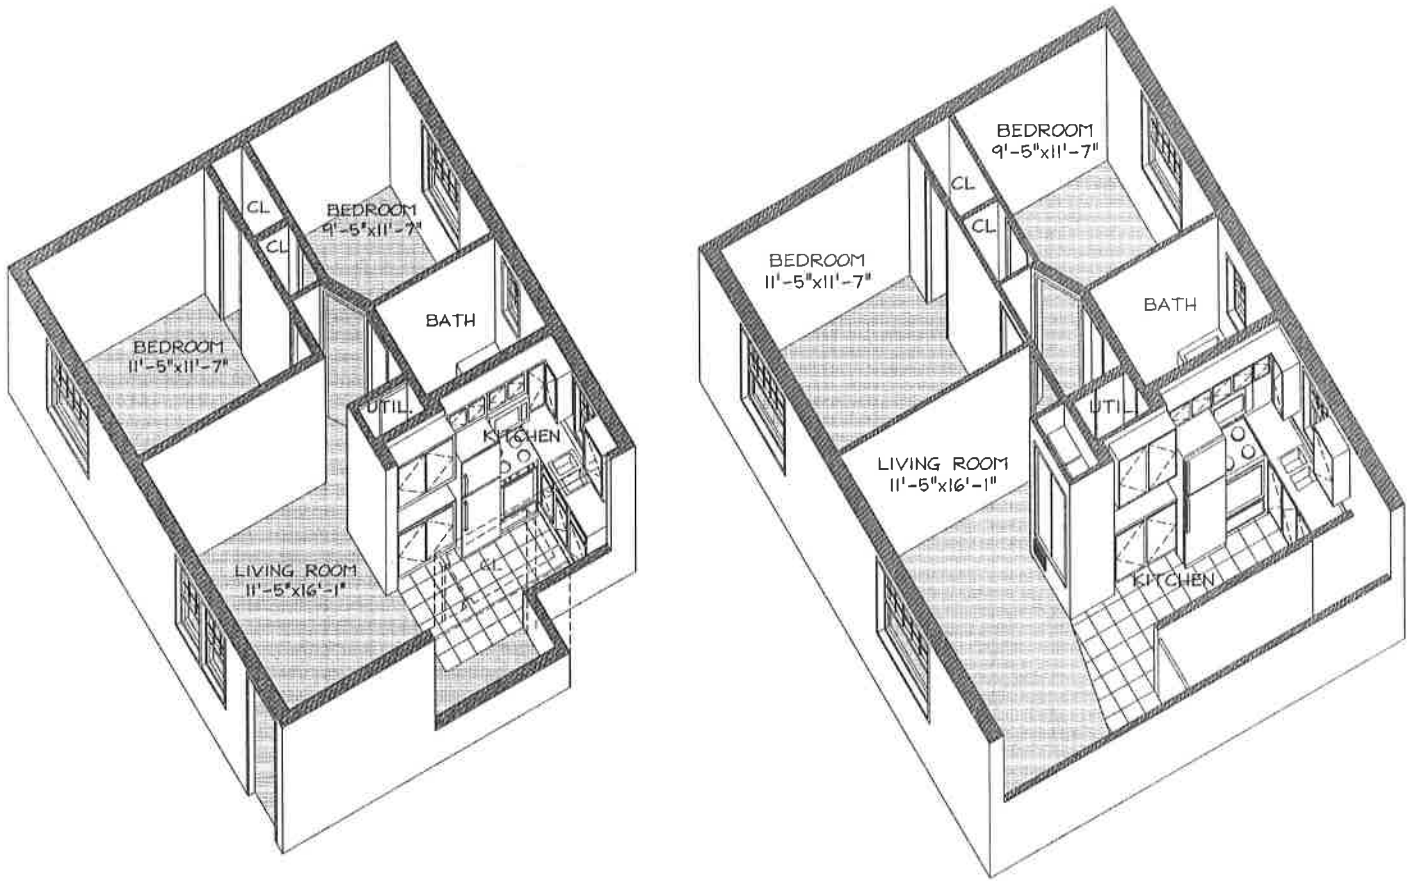 CL
BEDROOM
9'-5"x11'-7"
CL
BATH
BEDROOM
11'-5"x11'-7"
UTIL.
KITCHEN
LIVING ROOM
11'-5"x16'-1"
CL
BEDROOM
9'-5"x11'-7"
CL
CL
BEDROOM
11'-5"x11'-7"
BATH
UTIL.
LIVING ROOM
11'-5"x16'-1"
KITCHEN